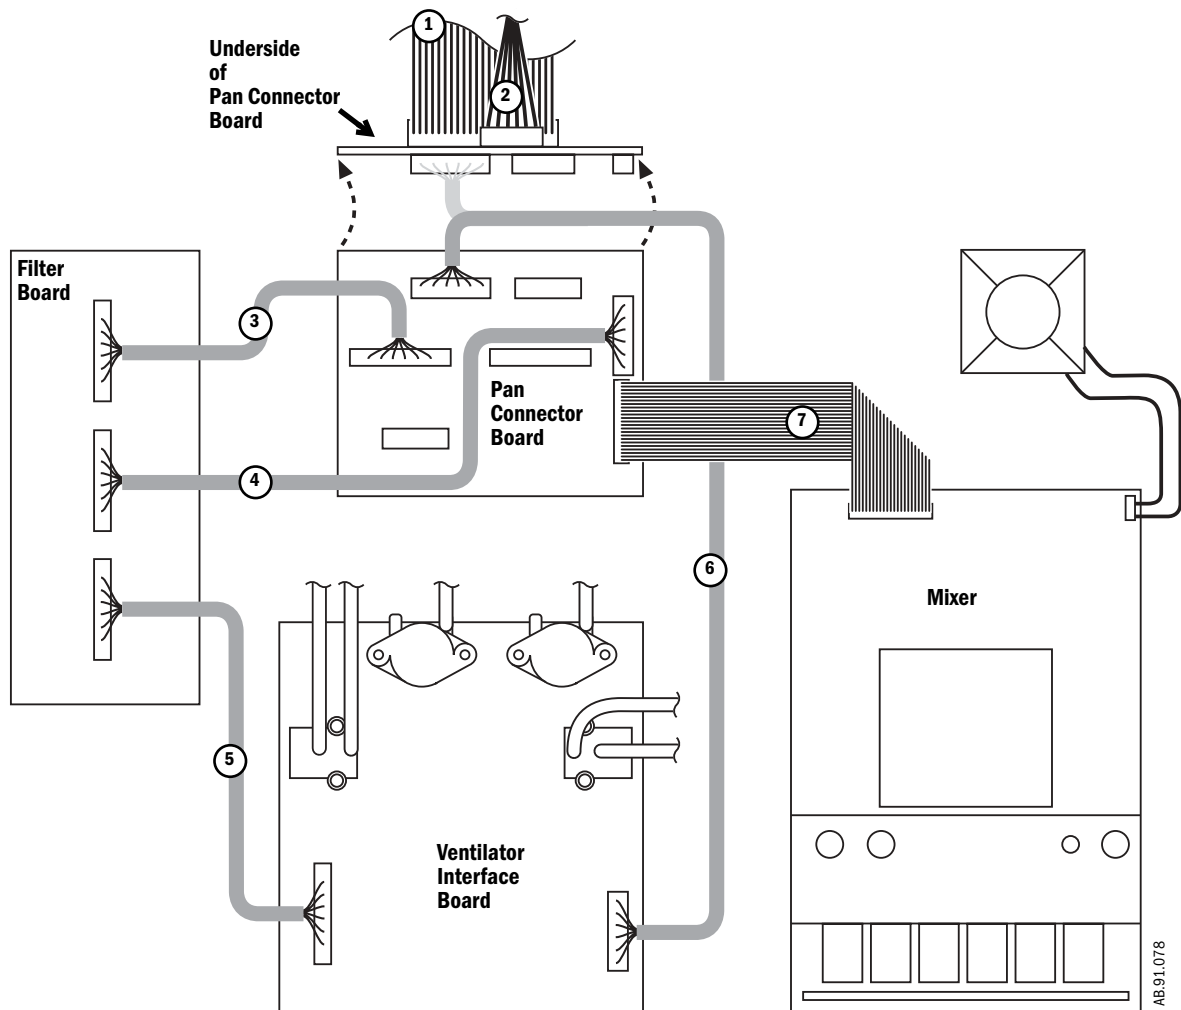 1
Underside
of
Pan Connector
Board
2
Filter
Board
3
Pan
Connector
Board
7
4
6
Mixer
5
Ventilator
Interface
Board
AB.91.078